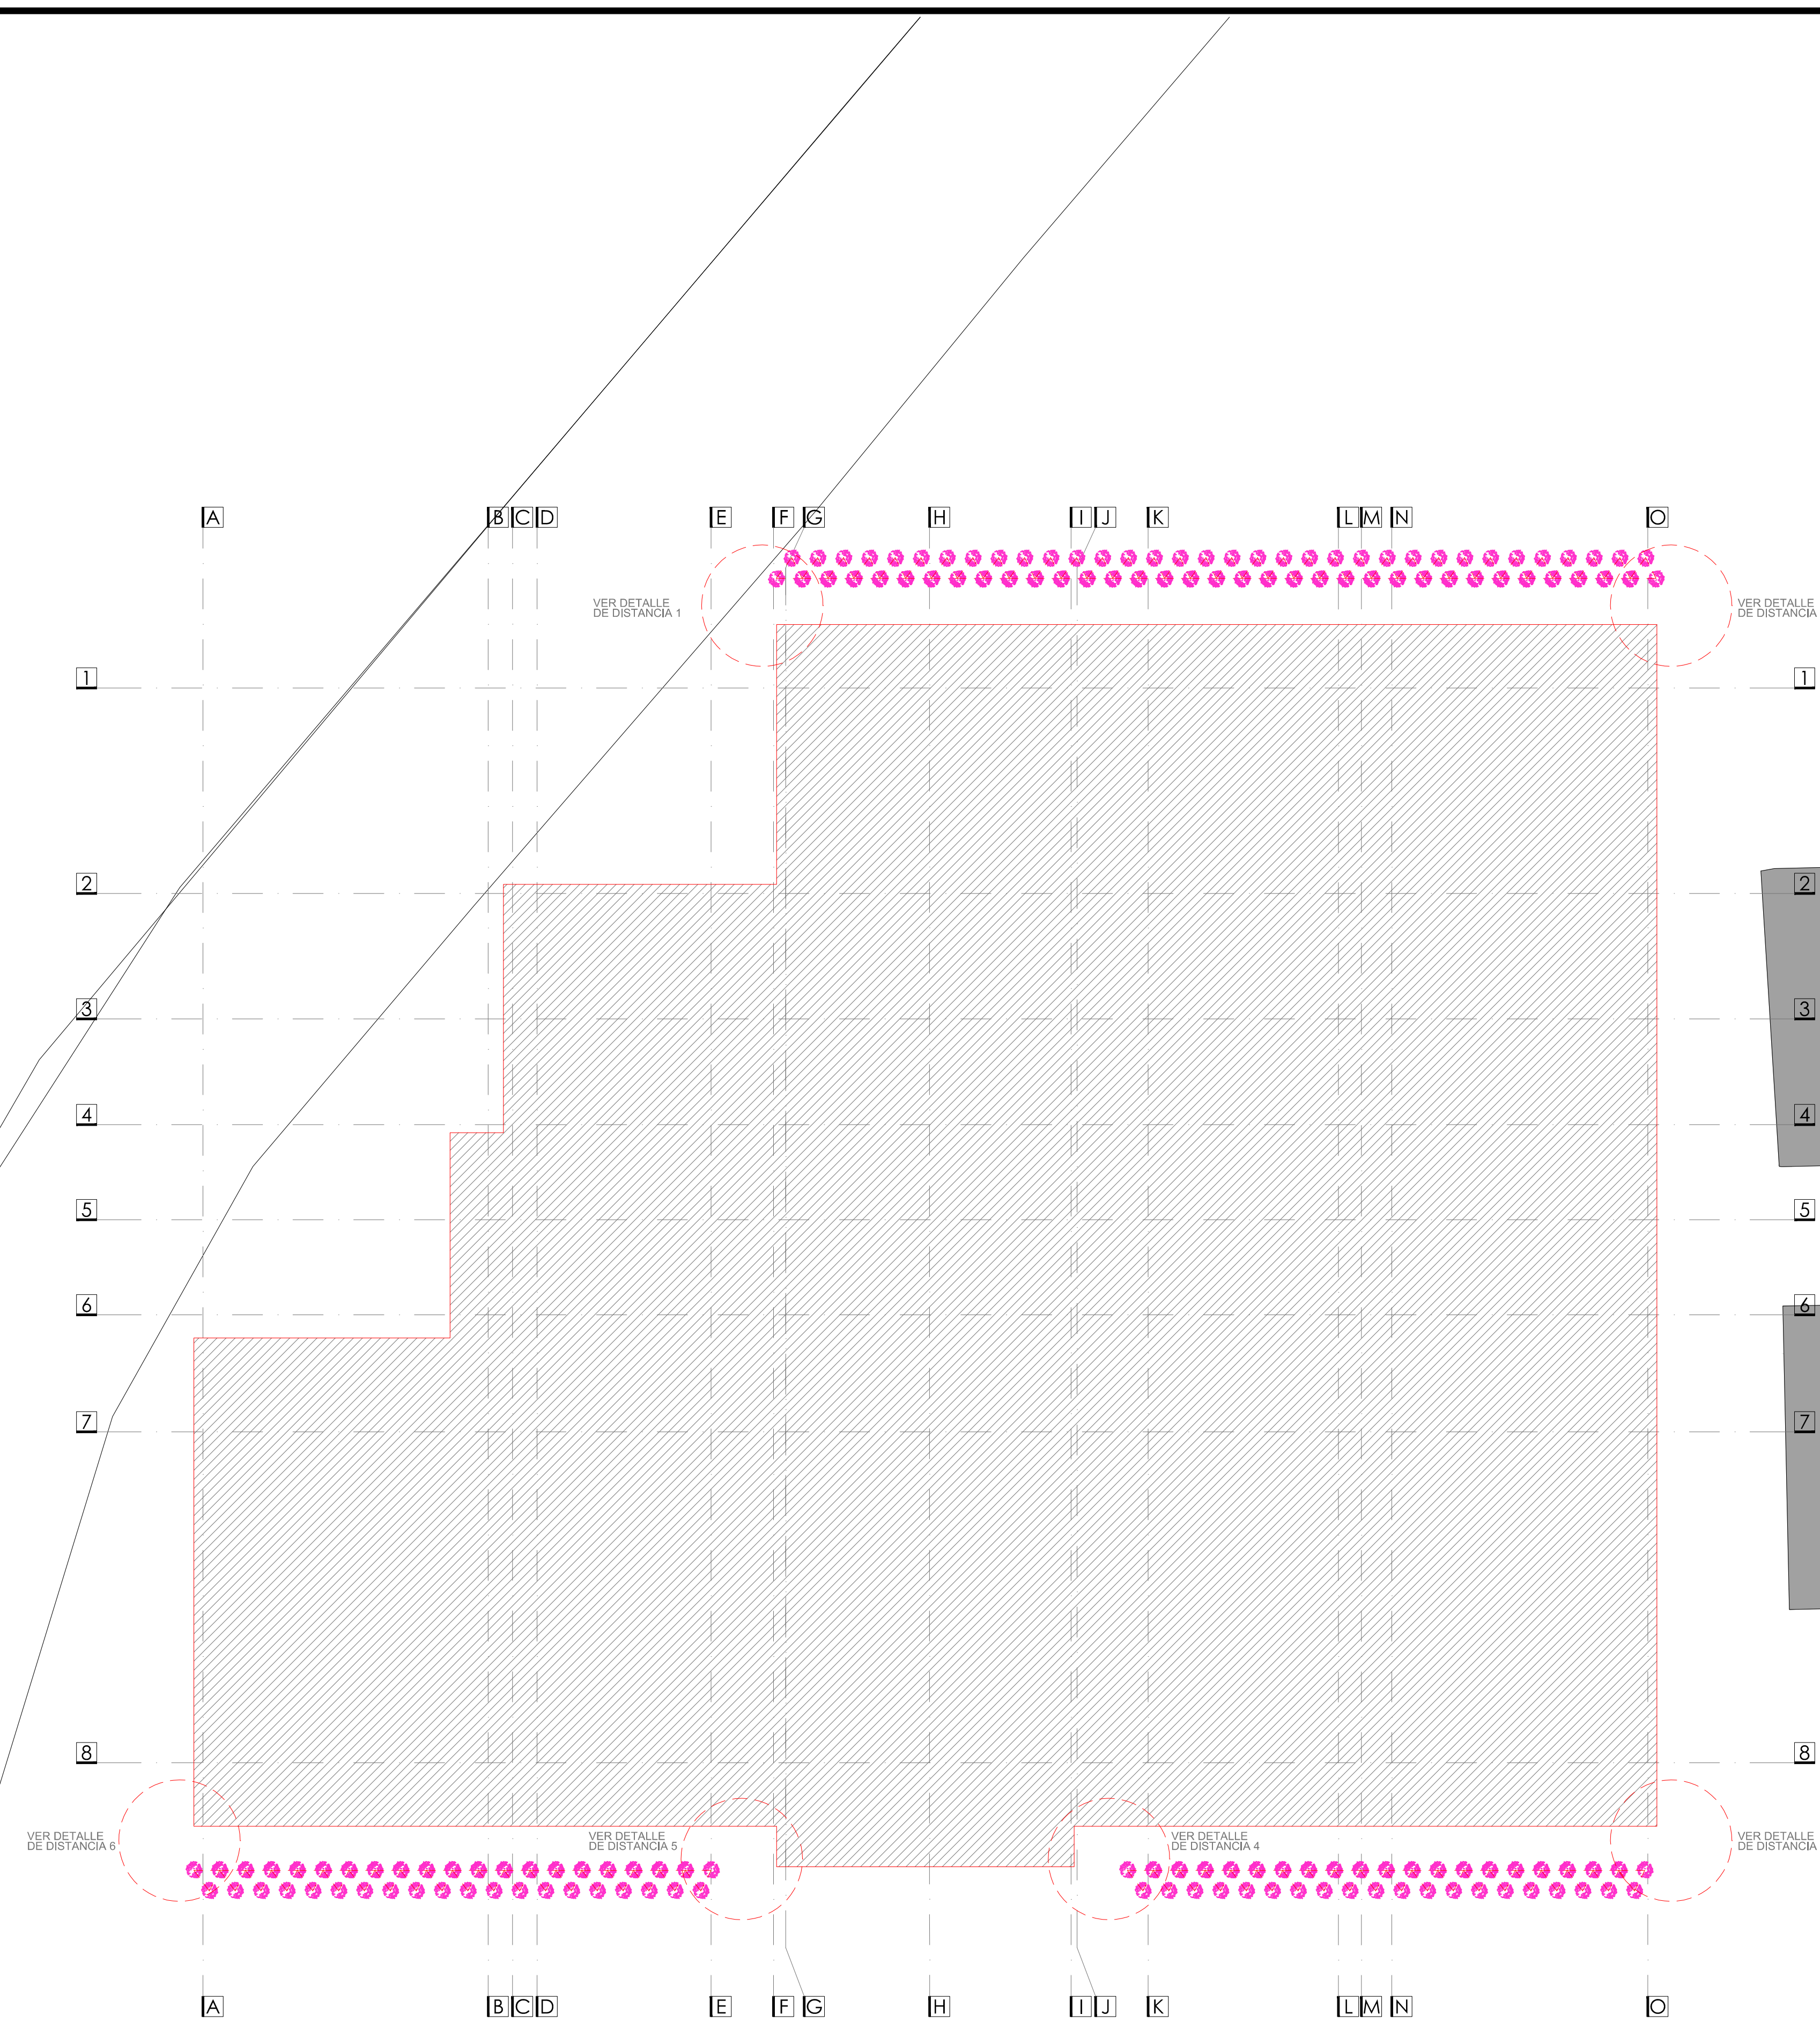 A B C D E F G H I J K L M N O
VER DETALLE
DE DISTANCIA 1
VER DETALLE
DE DISTANCIA
1 1
2 2
3 3
4 4
5 5
6 6
7 7
8 8
VER DETALLE
DE DISTANCIA 6
VER DETALLE
DE DISTANCIA 5
VER DETALLE
DE DISTANCIA 4
VER DETALLE
DE DISTANCIA
A B C D E F G H I J K L M N O